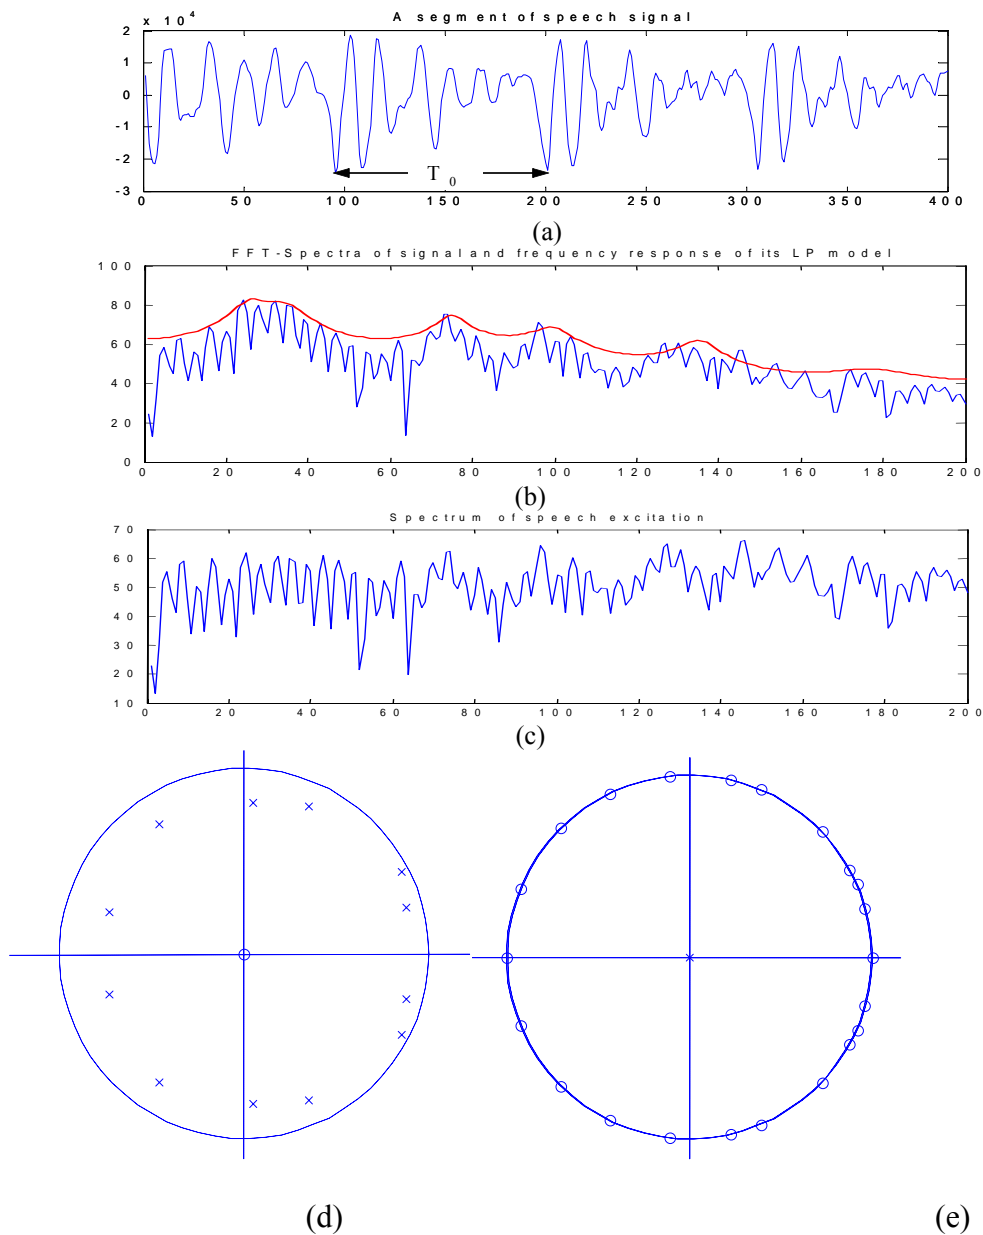 x 10 4
A segment of speech signal
2
1
0
-1
-2
-3
T 0
0 50 100 150 200 250 300 350 400
(a)
FFT-Spectra of signal and frequency response of its LP model
100
80
60
40
20
0
0 20 40 60 80 100 120 140 160 180 200
(b)
Spectrum of speech excitation
70
60
50
40
30
20
10
0 20 40 60 80 100 120 140 160 180 200
(c)
(d) (e)